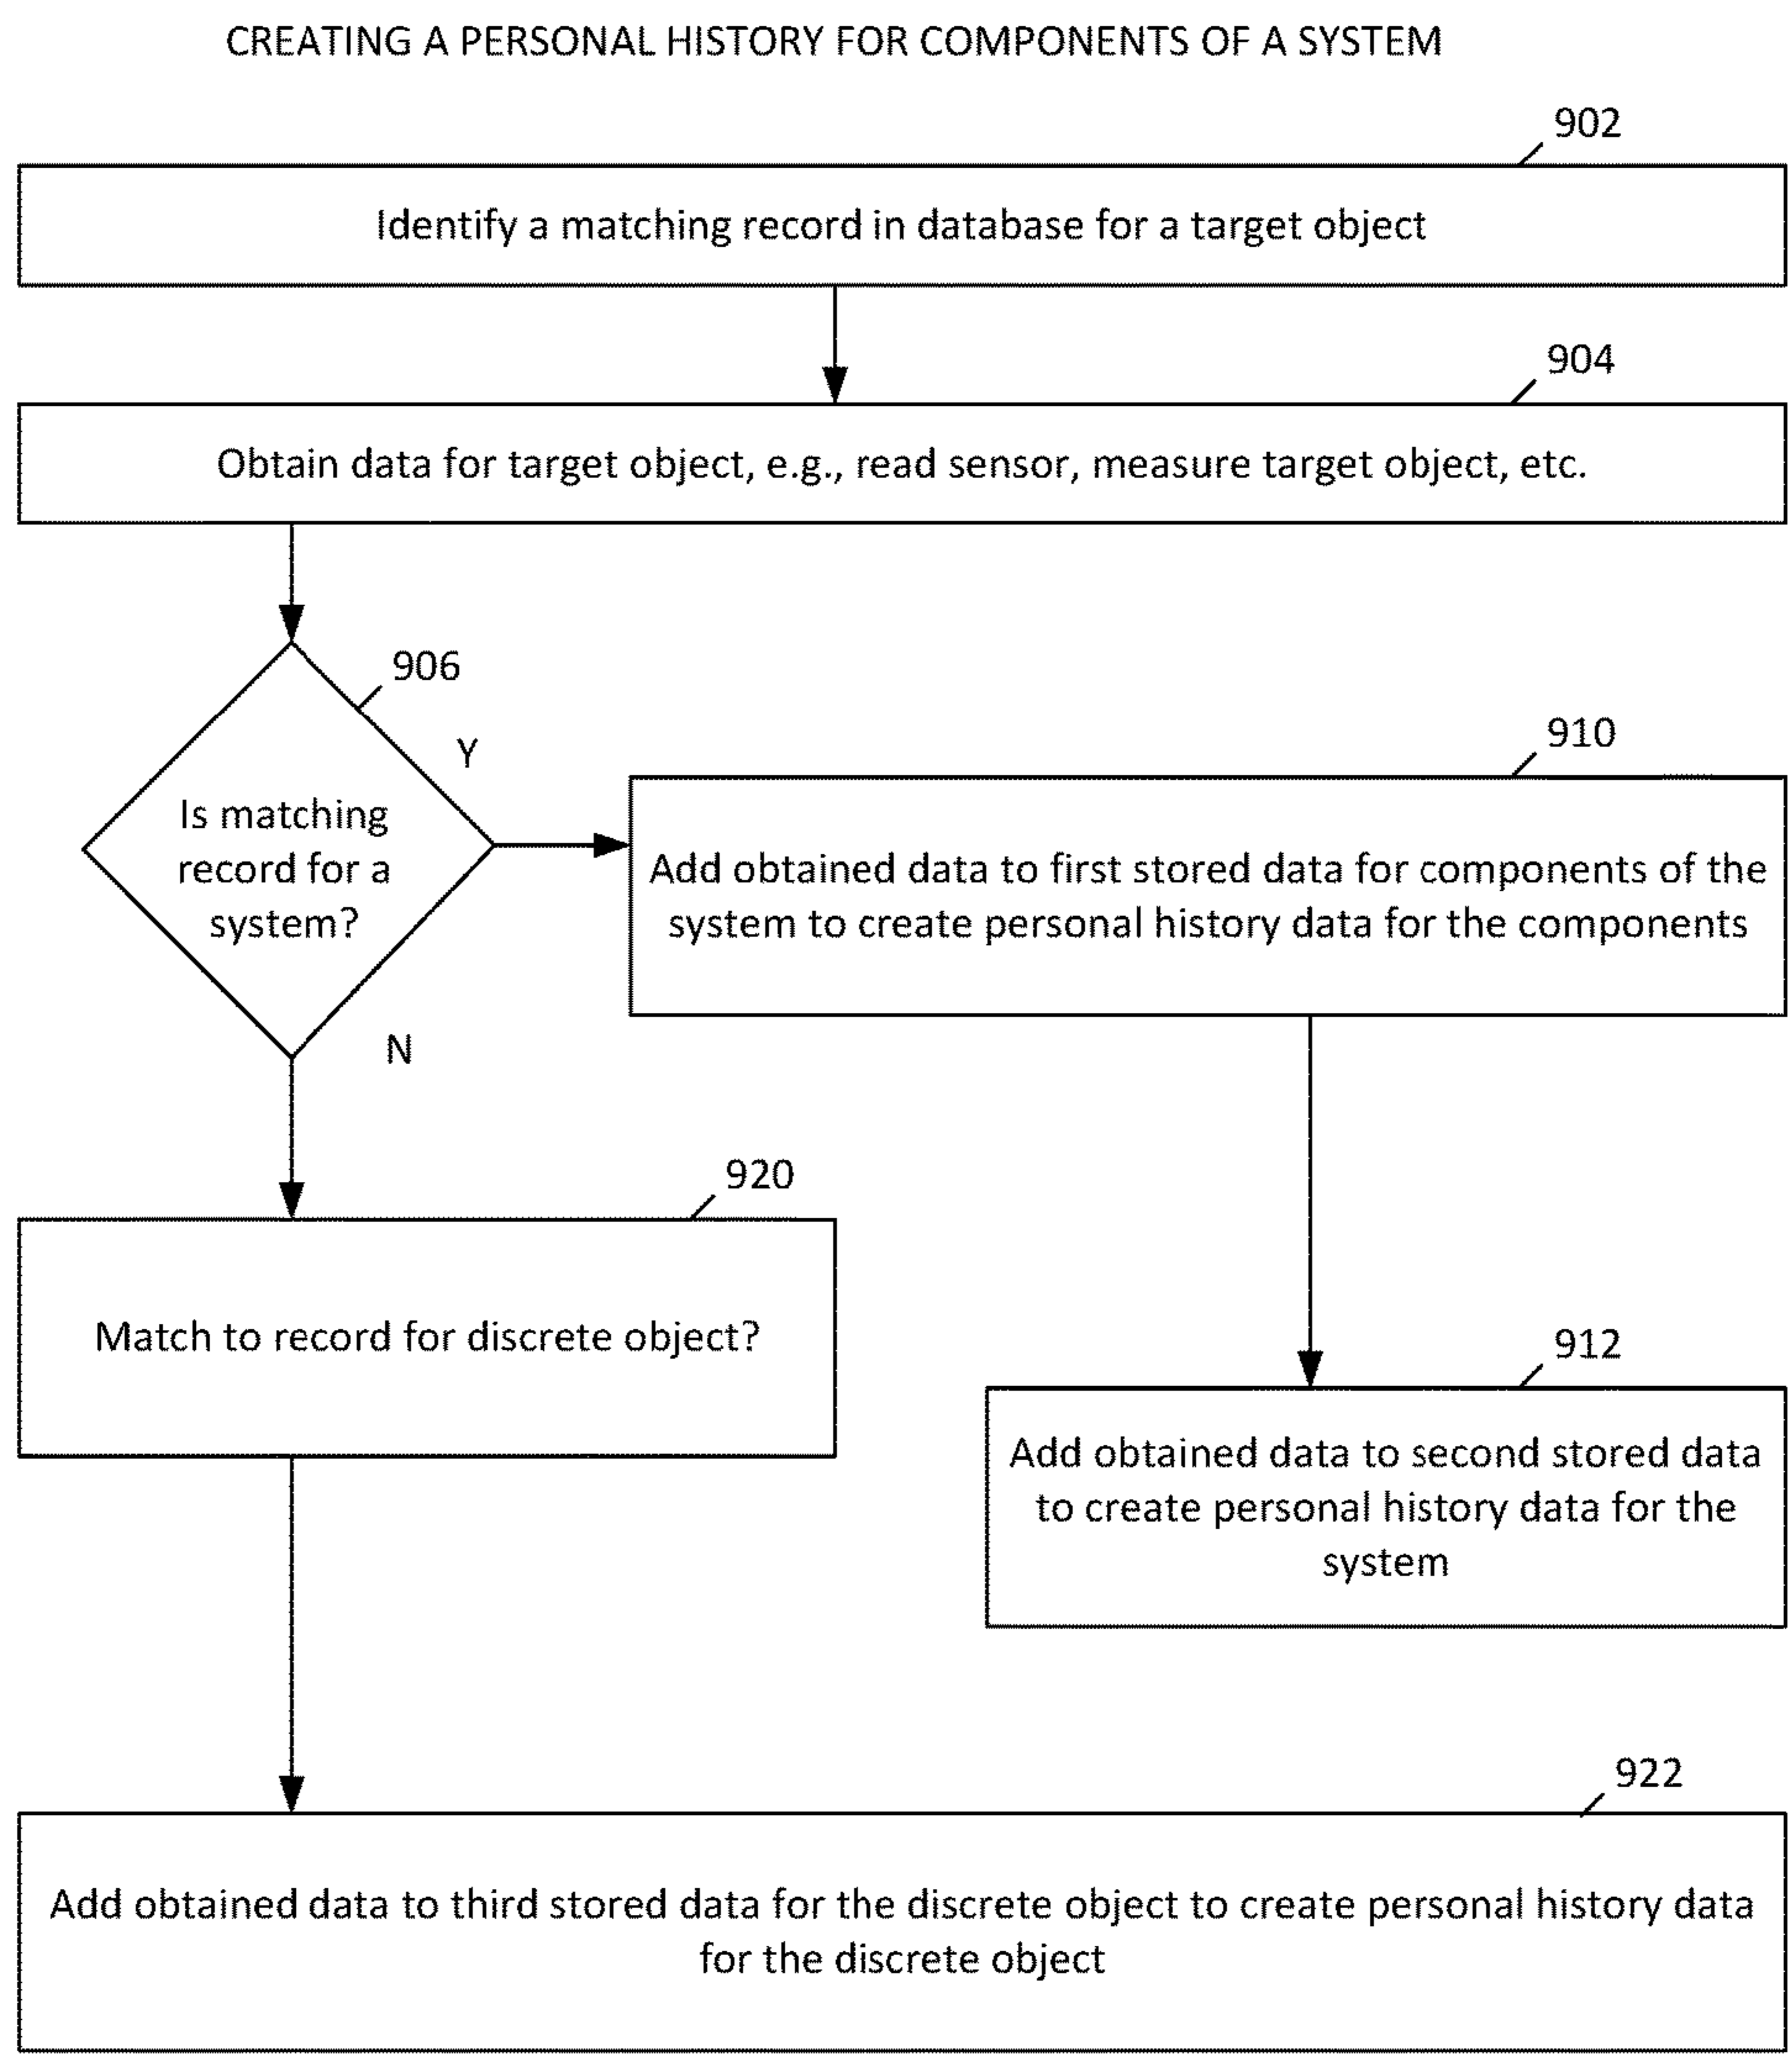 CREATING A PERSONAL HISTORY FOR COMPONENTS OF A SYSTEM
902
Identify a matching record in database for a target object
904
Obtain data for target object, e.g., read sensor, measure target object, etc.
906
Y
Is matching
record for a
system?
910
Add obtained data to first stored data for components of the
system to create personal history data for the components
N
920
Match to record for discrete object?
912
Add obtained data to second stored data
to create personal history data for the
system
922
Add obtained data to third stored data for the discrete object to create personal history data
for the discrete object